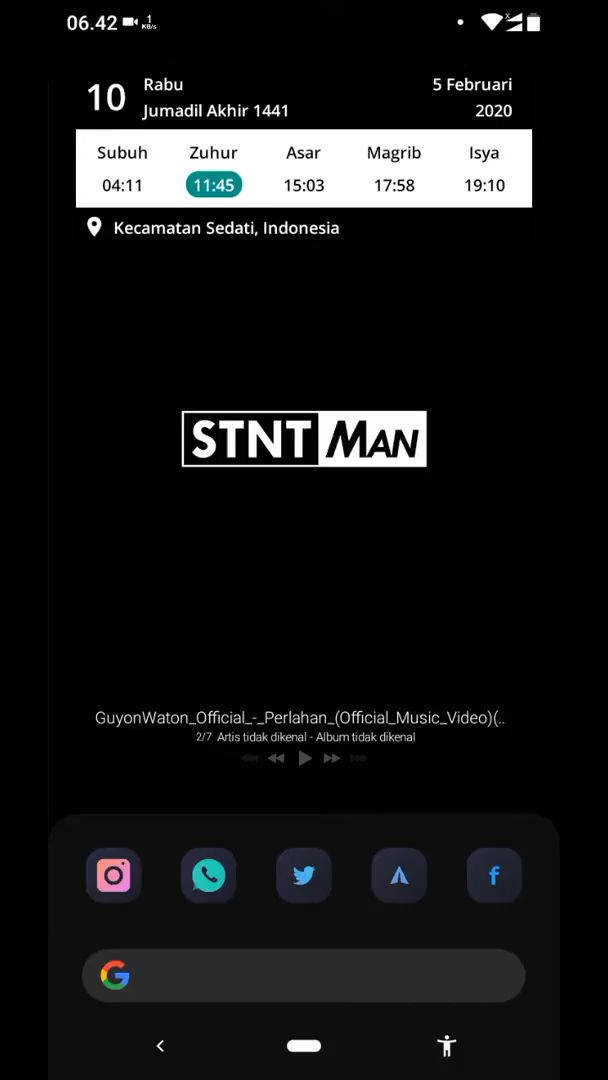 06.42 1 KB/s
10 Rabu 5 Februari
Jumadil Akhir 1441 2020
Subuh Zuhur Asar Magrib Isya
04:11 11:45 15:03 17:58 19:10
Kecamatan Sedati, Indonesia
STNT MAN
GuyonWaton_Official_-_Perlahan_(Official_Music_Video)(..
2/7 Artis tidak dikenal - Album tidak dikenal